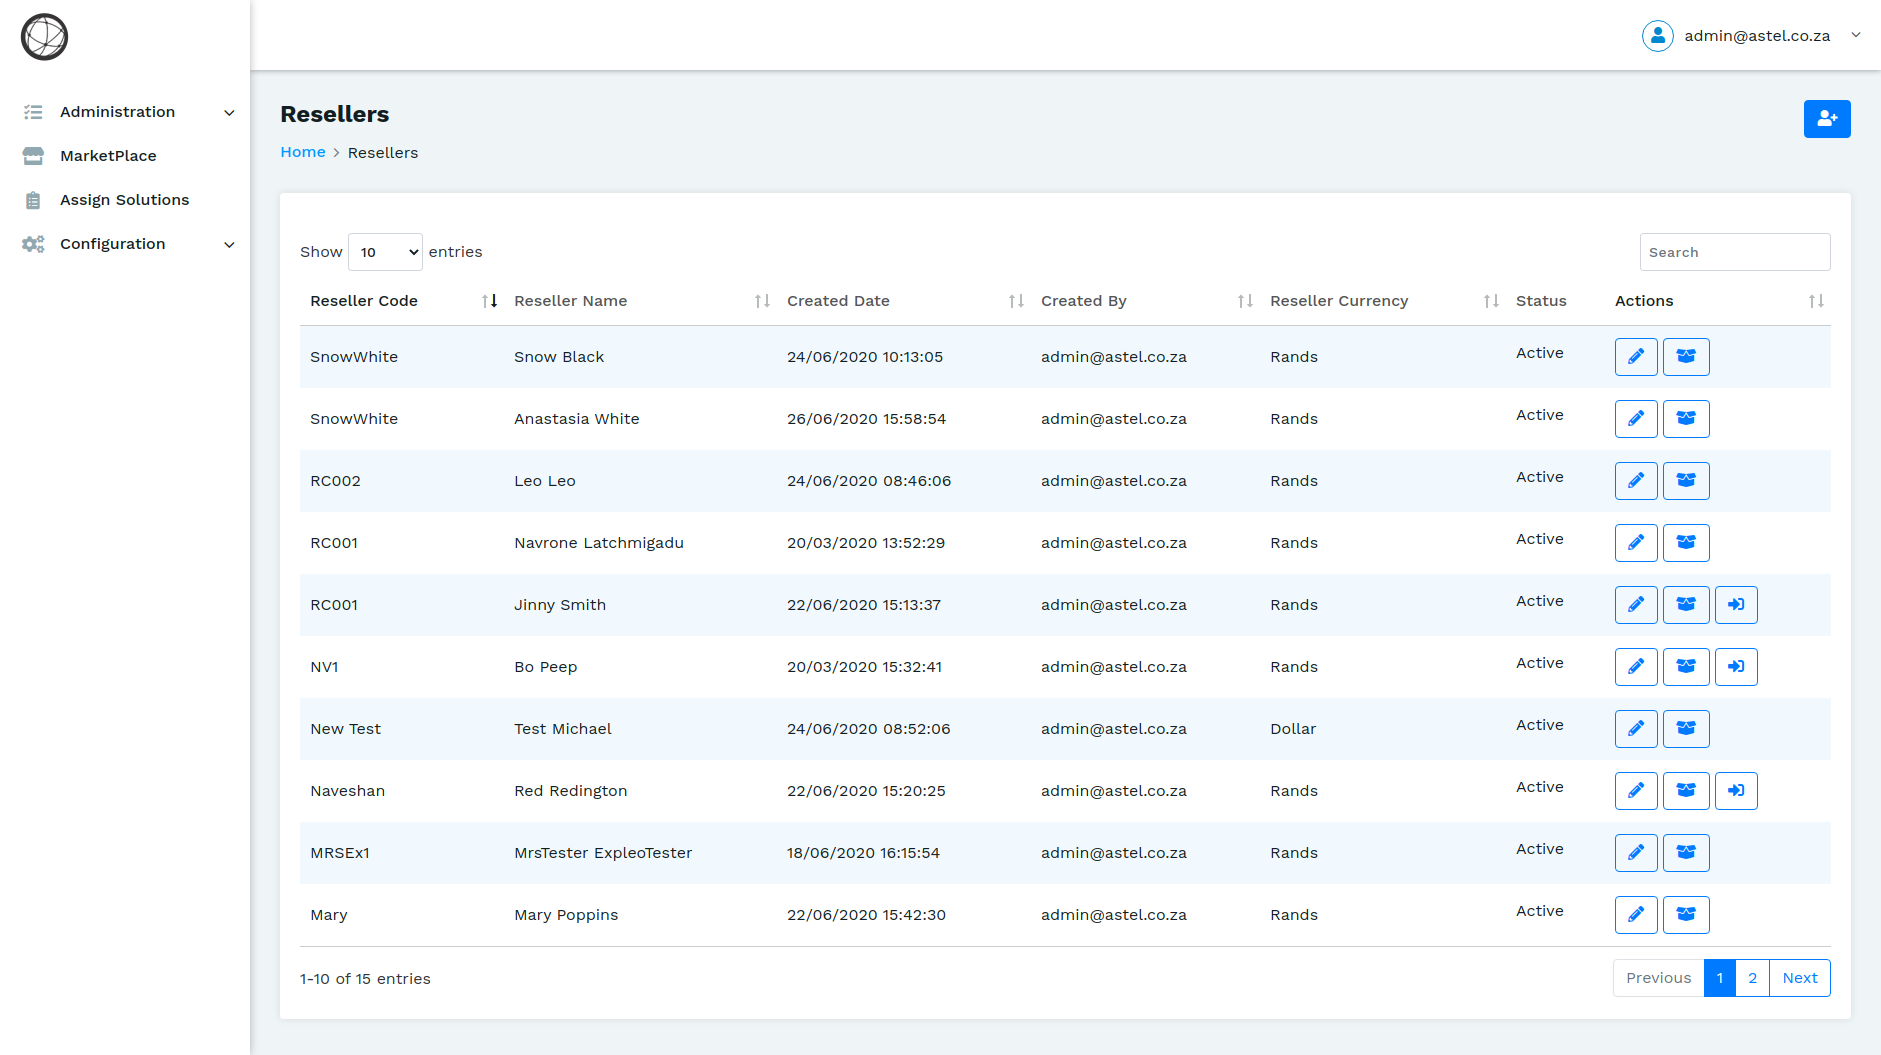 admin@astel.co.za
Administration
MarketPlace
Assign Solutions
Configuration
Resellers
Home > Resellers
Show 10 entries
Search
Reseller Code Reseller Name Created Date Created By Reseller Currency Status Actions
SnowWhite Snow Black 24/06/2020 10:13:05 admin@astel.co.za Rands Active
SnowWhite Anastasia White 26/06/2020 15:58:54 admin@astel.co.za Rands Active
RC002 Leo Leo 24/06/2020 08:46:06 admin@astel.co.za Rands Active
RC001 Navrone Latchmigadu 20/03/2020 13:52:29 admin@astel.co.za Rands Active
RC001 Jinny Smith 22/06/2020 15:13:37 admin@astel.co.za Rands Active
NV1 Bo Peep 20/03/2020 15:32:41 admin@astel.co.za Rands Active
New Test Test Michael 24/06/2020 08:52:06 admin@astel.co.za Dollar Active
Naveshan Red Redington 22/06/2020 15:20:25 admin@astel.co.za Rands Active
MRSEx1 MrsTester ExpleoTester 18/06/2020 16:15:54 admin@astel.co.za Rands Active
Mary Mary Poppins 22/06/2020 15:42:30 admin@astel.co.za Rands Active
1-10 of 15 entries
Previous 1 2 Next